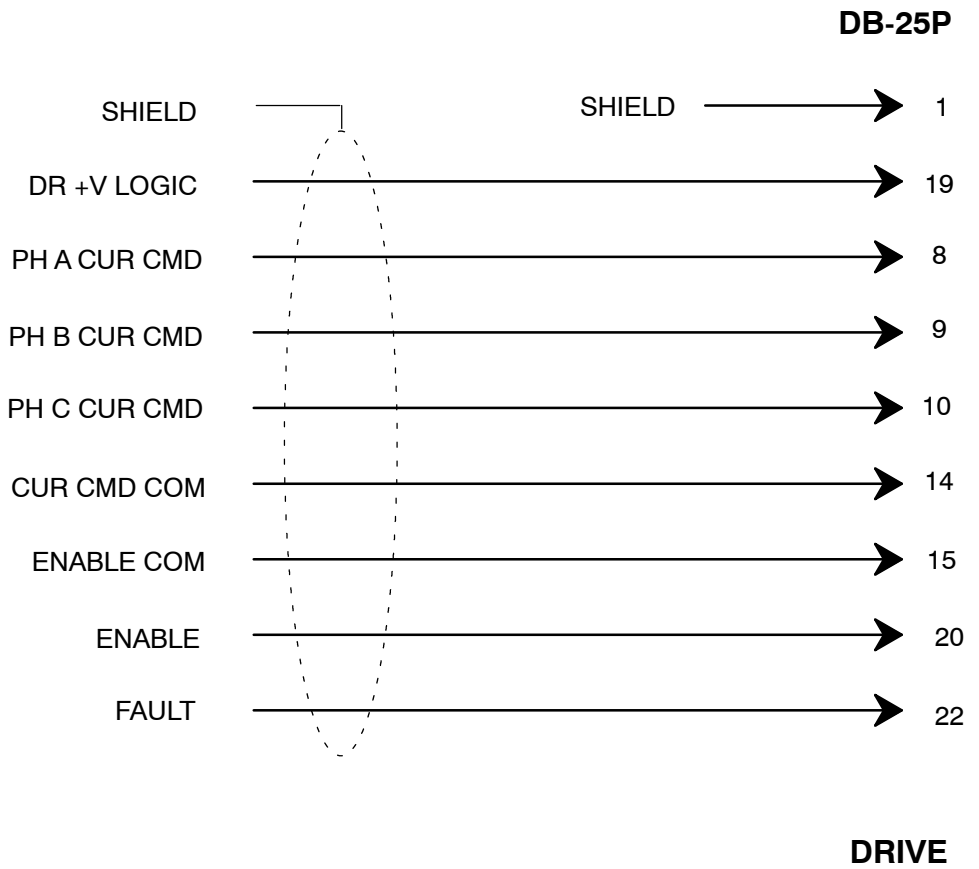 DB-25P
SHIELD SHIELD 1
DR +V LOGIC 19
PH A CUR CMD 8
PH B CUR CMD 9
PH C CUR CMD 10
CUR CMD COM 14
ENABLE COM 15
ENABLE 20
FAULT 22
DRIVE